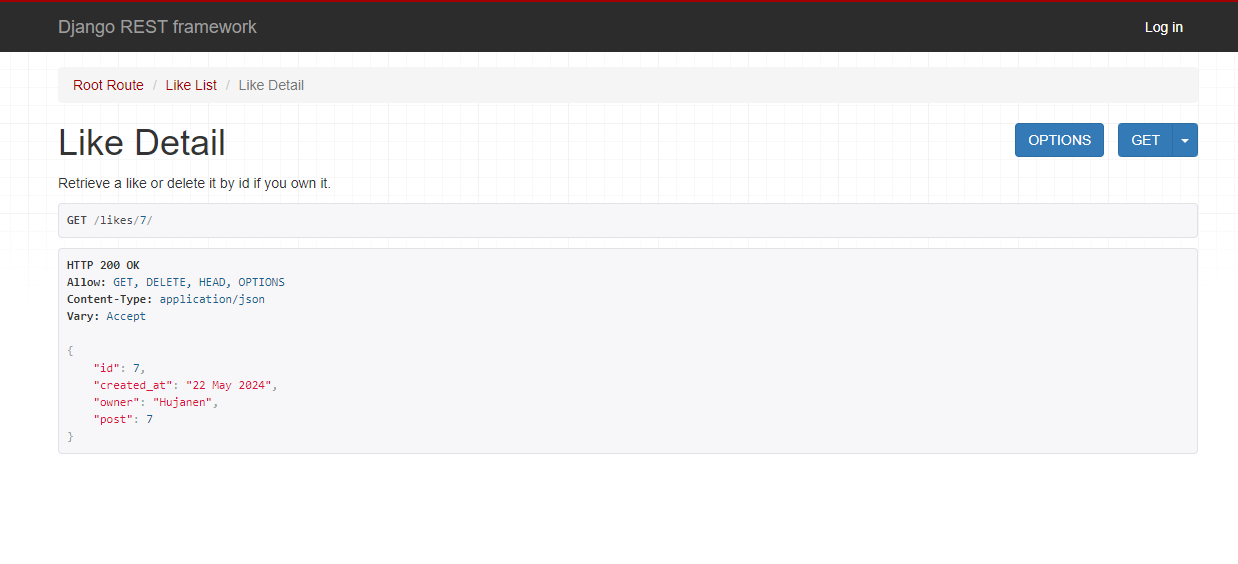 Django REST framework
Log in
Root Route / Like List / Like Detail
Like Detail
OPTIONS
GET
Retrieve a like or delete it by id if you own it.
GET /likes/7/
HTTP 200 OK
Allow: GET, DELETE, HEAD, OPTIONS
Content-Type: application/json
Vary: Accept
{
    "id": 7,
    "created_at": "22 May 2024",
    "owner": "Hujanen",
    "post": 7
}